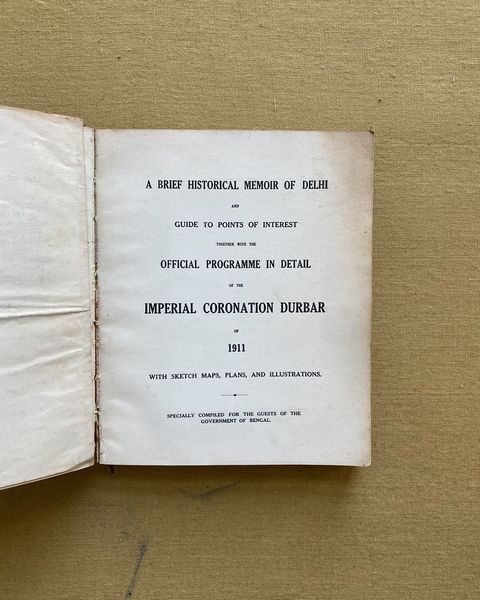 A BRIEF HISTORICAL MEMOIR OF DELHI
AND
GUIDE TO POINTS OF INTEREST
TOGETHER WITH THE
OFFICIAL PROGRAMME IN DETAIL
OF THE
IMPERIAL CORONATION DURBAR
OF
1911
WITH SKETCH MAPS, PLANS, AND ILLUSTRATIONS.
SPECIALLY COMPILED FOR THE GUESTS OF THE
GOVERNMENT OF BENGAL.